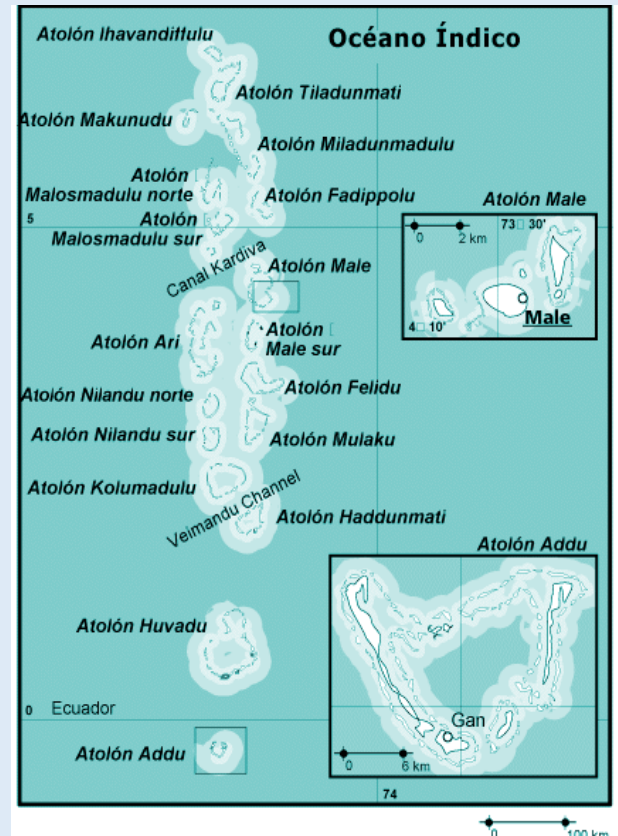 Océano Índico
Atolón Ihavandiffulu
Atolón Tiladunmati
Atolón Makunudu
Atolón Miladunmadulu
Atolón
Malosmadulu norte
Atolón Fadippolu
Atolón
Malosmadulu sur
5
Canal Kardiva
Atolón Male
Atolón Ari
Atolón
Male sur
Atolón Nilandu norte
Atolón Felidu
Atolón Nilandu sur
Atolón Mulaku
Atolón Kolumadulu
Veimandu Channel
Atolón Haddunmati
Atolón Huvadu
0 Ecuador
Atolón Addu
74
Atolón Male
73 30'
0 2 km
Male
4 10'
Atolón Addu
Gan
0 6 km
0 100 km